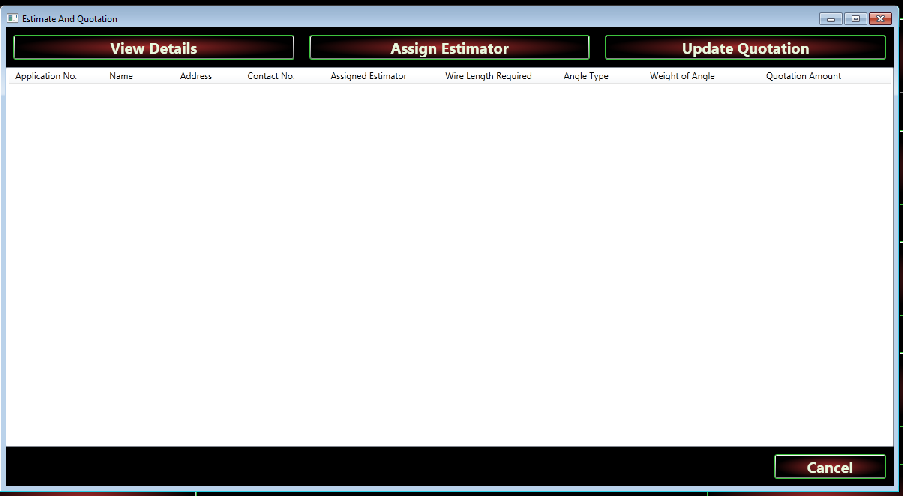 Estimate And Quotation
View Details Assign Estimator Update Quotation
Application No. Name Address Contact No. Assigned Estimator Wire Length Required Angle Type Weight of Angle Quotation Amount
Cancel